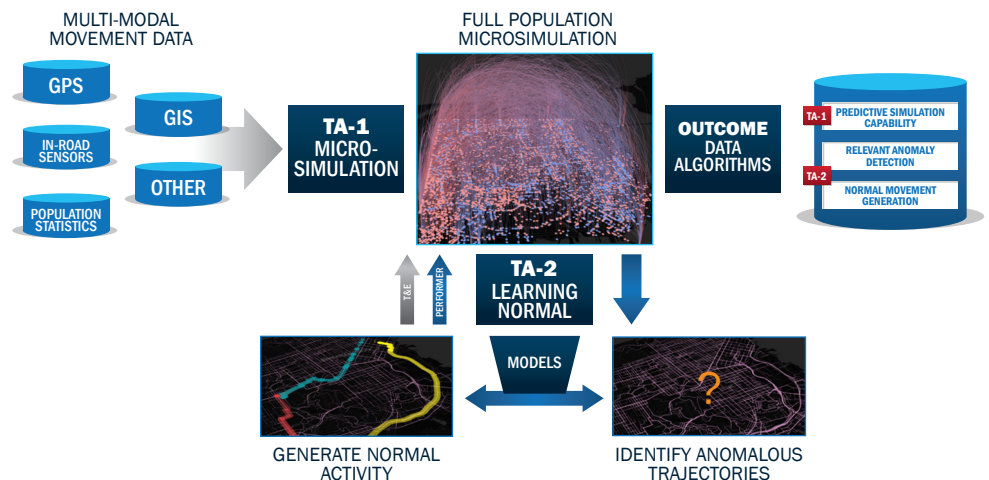 MULTI-MODAL
MOVEMENT DATA
GPS
GIS
IN-ROAD
SENSORS
OTHER
POPULATION
STATISTICS
TA-1
MICRO-
SIMULATION
FULL POPULATION
MICROSIMULATION
OUTCOME
DATA
ALGORITHMS
TA-1
PREDICTIVE SIMULATION
CAPABILITY
RELEVANT ANOMALY
DETECTION
TA-2
NORMAL MOVEMENT
GENERATION
T&E
PERFORMER
TA-2
LEARNING
NORMAL
MODELS
?
GENERATE NORMAL
ACTIVITY
IDENTIFY ANOMALOUS
TRAJECTORIES